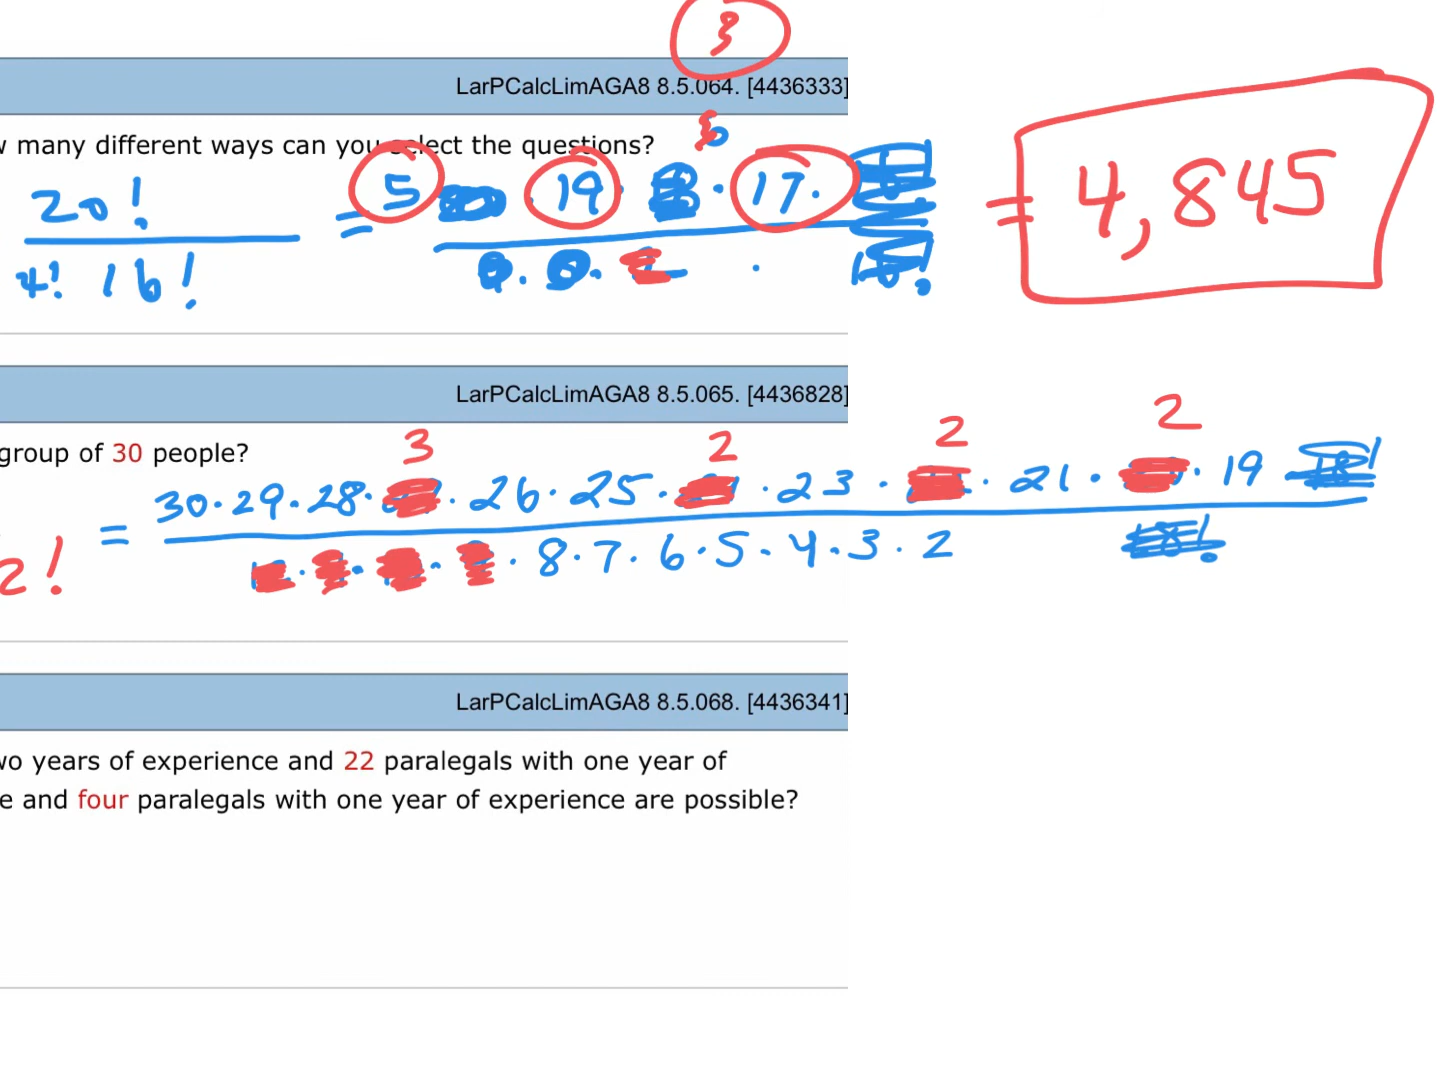 3
LarPCalcLimAGA8 8.5.064. [4436333]
w many different ways can you select the questions?
20! = 5 19 · · 17 ·
4! 16!
= 4,845
LarPCalcLimAGA8 8.5.065. [4436828]
group of 30 people?
3 2 2 2
30 · 29 · 28 · · 26 · 25 · · 23 · · 21 · · 19
2! =
· · · · 8 · 7 · 6 · 5 · 4 · 3 · 2
LarPCalcLimAGA8 8.5.068. [4436341]
wo years of experience and 22 paralegals with one year of
e and four paralegals with one year of experience are possible?